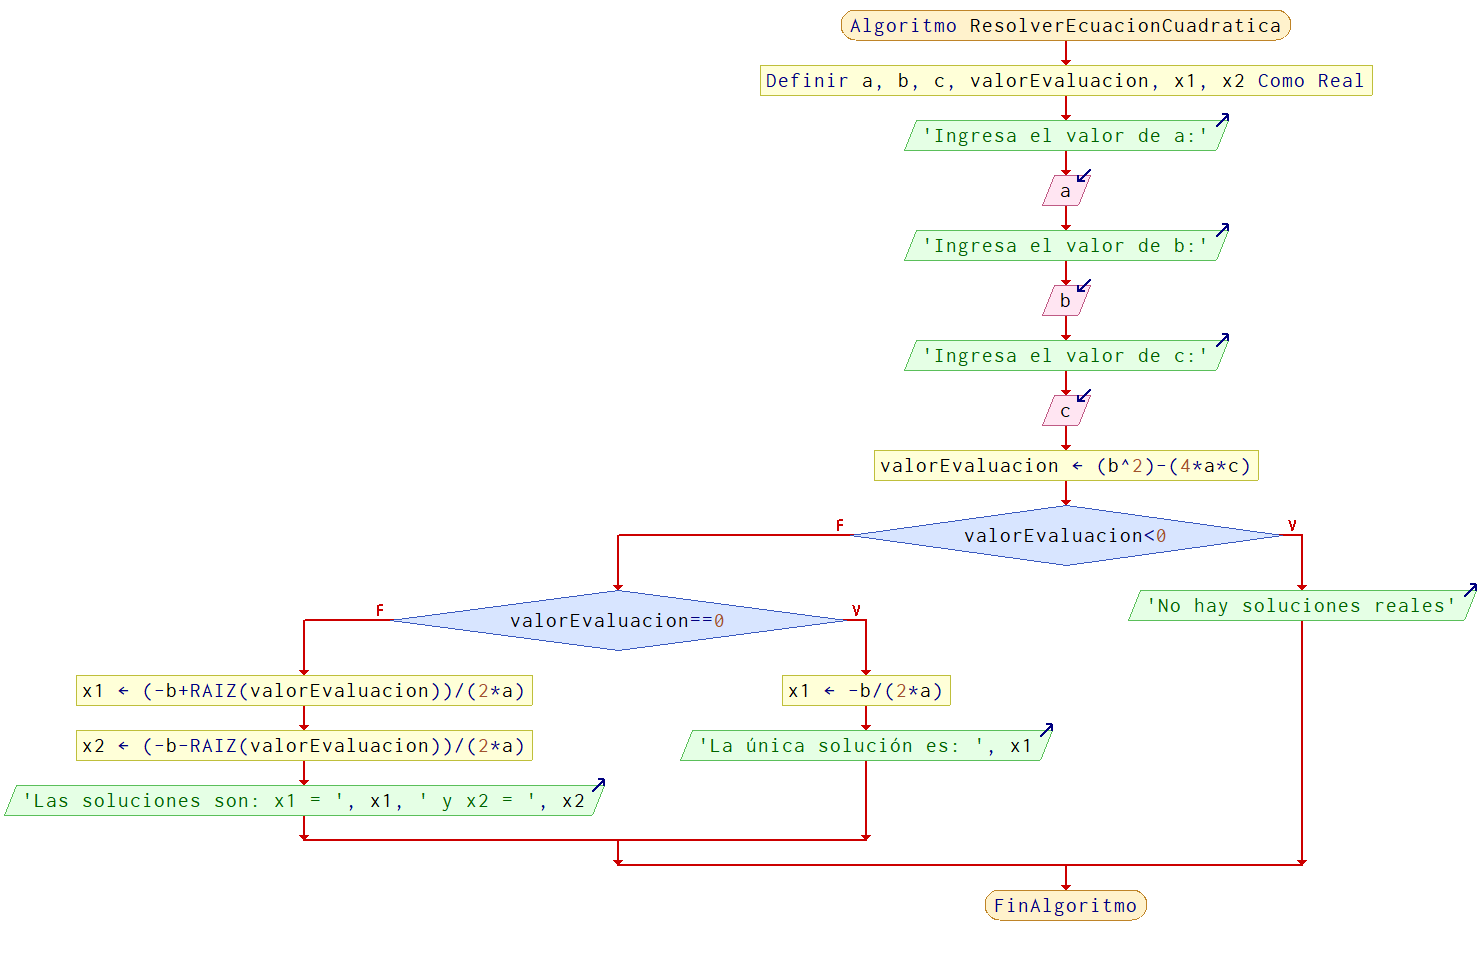 Algoritmo ResolverEcuacionCuadratica
Definir a, b, c, valorEvaluacion, x1, x2 Como Real
'Ingresa el valor de a:'
a
'Ingresa el valor de b:'
b
'Ingresa el valor de c:'
c
valorEvaluacion ← (b^2)-(4*a*c)
F
V
valorEvaluacion<0
'No hay soluciones reales'
F
V
valorEvaluacion==0
x1 ← (-b+RAIZ(valorEvaluacion))/(2*a)
x1 ← -b/(2*a)
x2 ← (-b-RAIZ(valorEvaluacion))/(2*a)
'La única solución es: ', x1
'Las soluciones son: x1 = ', x1, ' y x2 = ', x2
FinAlgoritmo